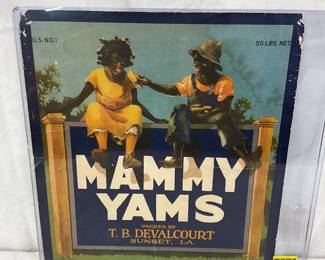 U.S. NO.1
50 LBS. NET
MAMMY
YAMS
PACKED BY
T. B. DEVALCOURT
SUNSET, LA.